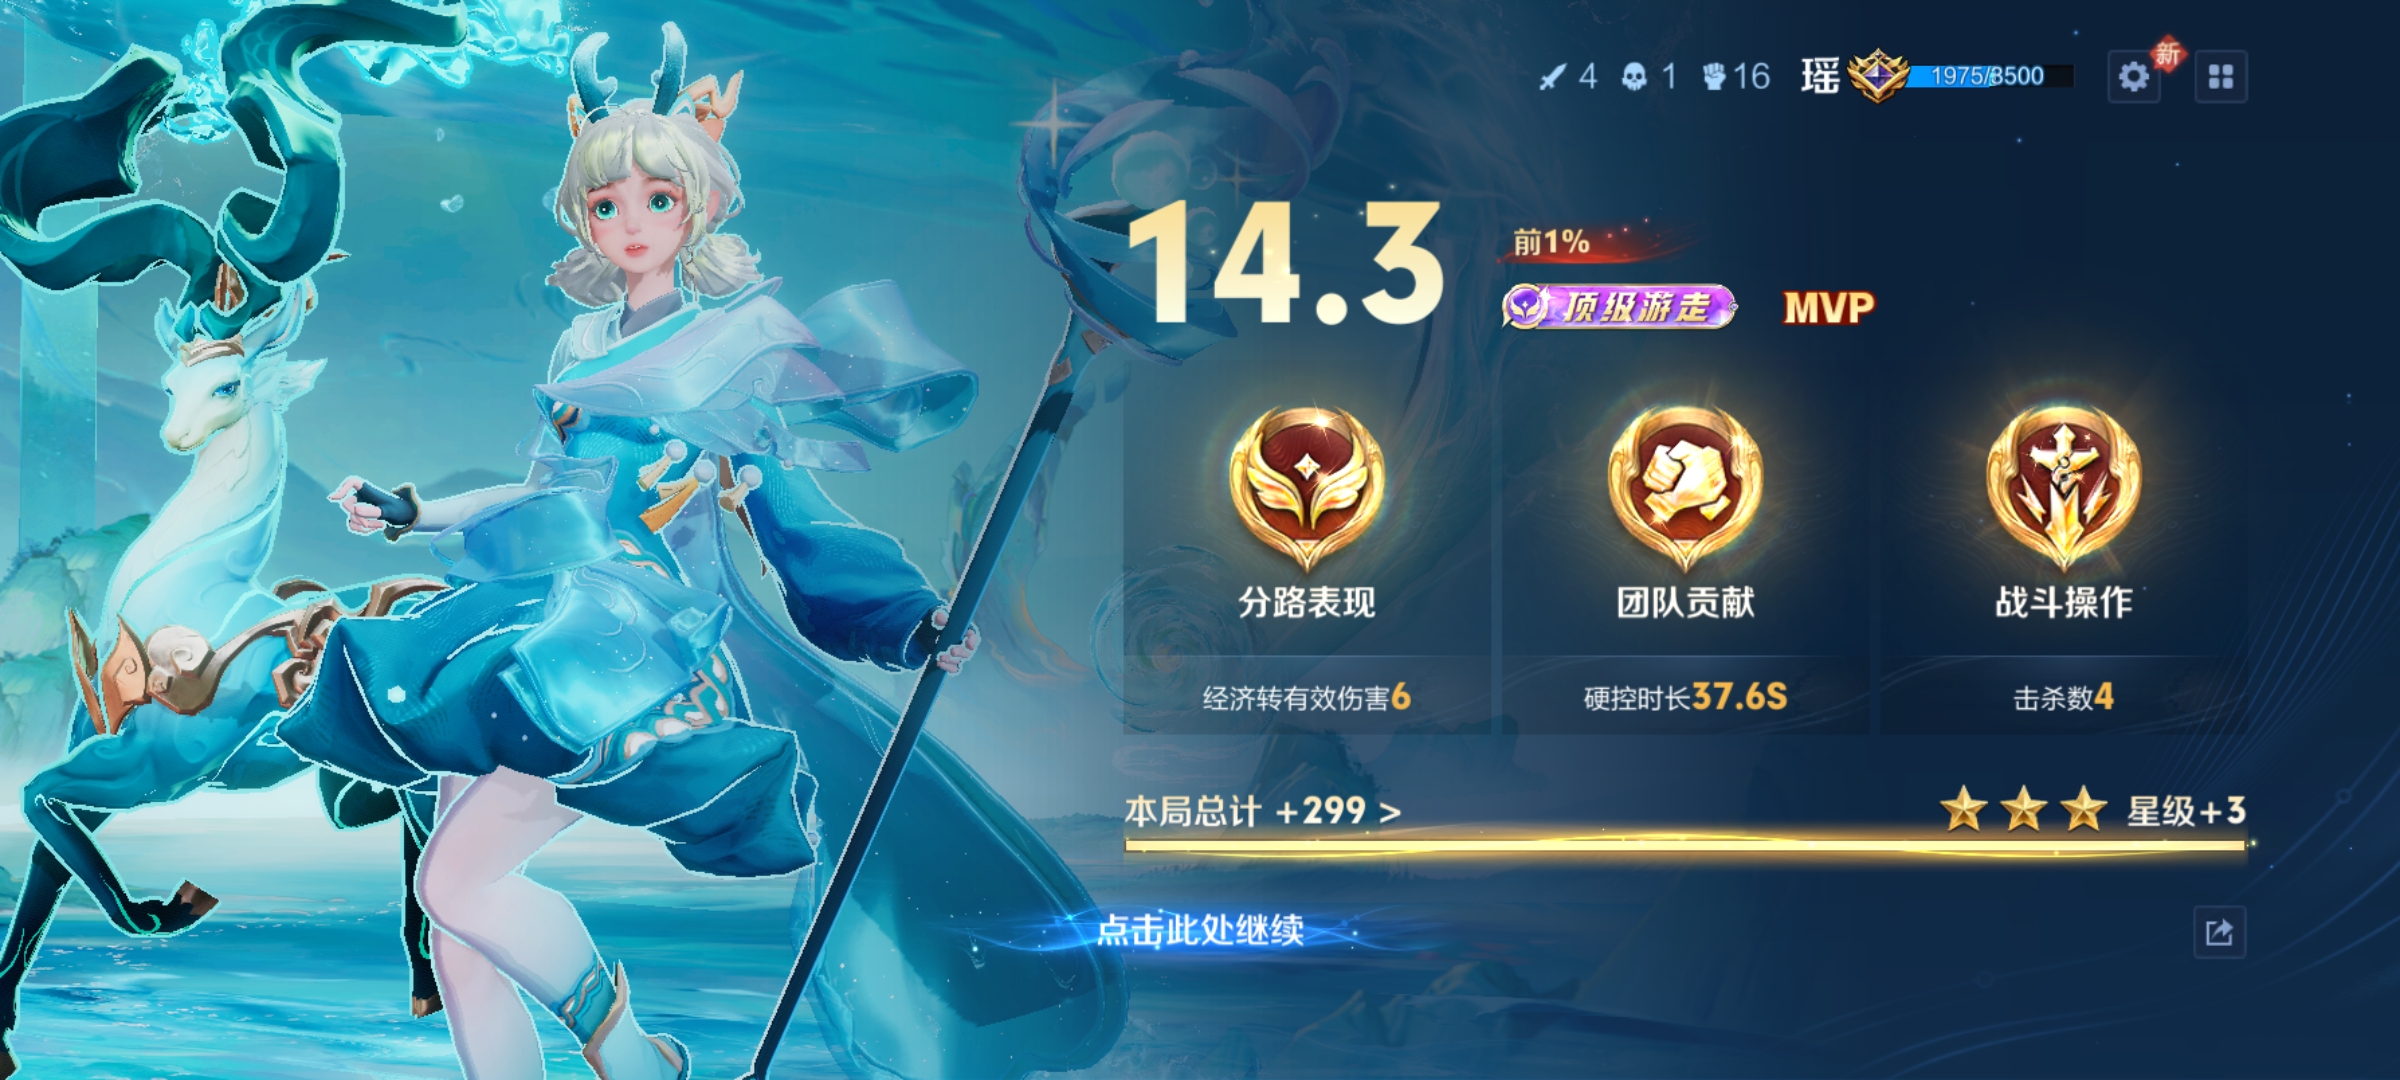 4 1 16 瑶 1975/8500 新
14.3
前1%
顶级游走 MVP
分路表现 团队贡献 战斗操作
经济转有效伤害6 硬控时长37.6S 击杀数4
本局总计 +299 > 星级+3
点击此处继续